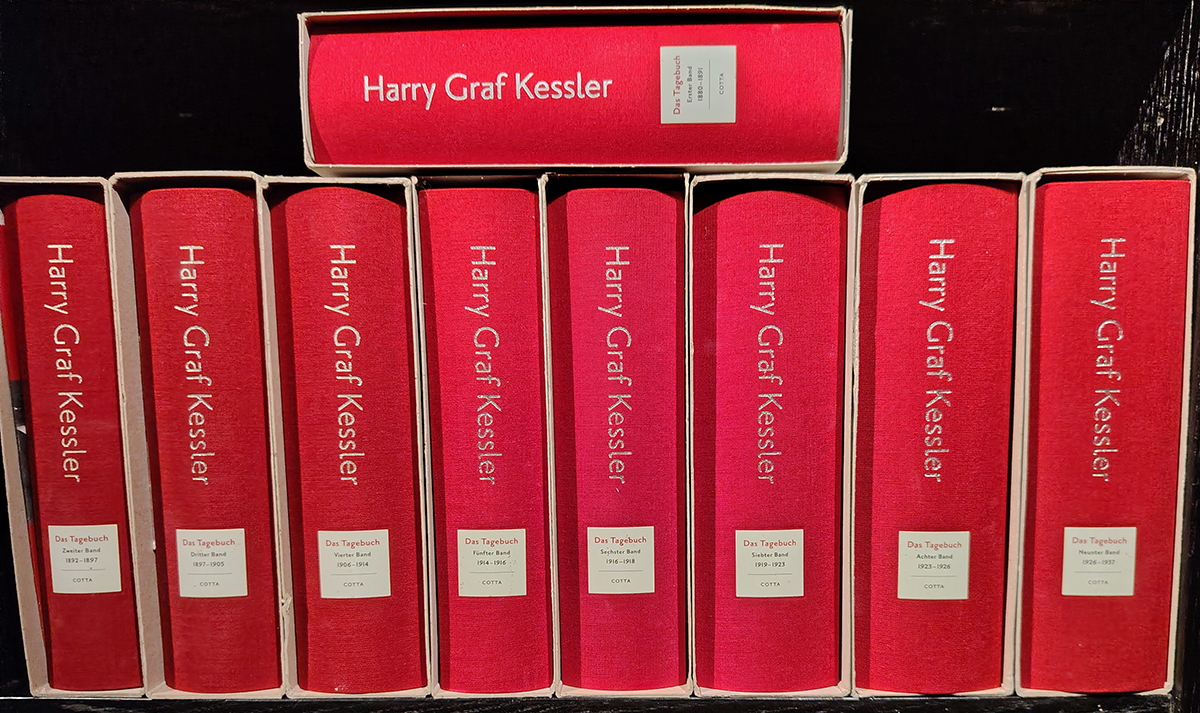 Harry Graf Kessler
Das Tagebuch
Erster Band
1880–1891
COTTA
Harry Graf Kessler
Das Tagebuch
Zweiter Band
1892–1897
COTTA
Harry Graf Kessler
Das Tagebuch
Dritter Band
1897–1905
COTTA
Harry Graf Kessler
Das Tagebuch
Vierter Band
1906–1914
COTTA
Harry Graf Kessler
Das Tagebuch
Fünfter Band
1914–1916
COTTA
Harry Graf Kessler
Das Tagebuch
Sechster Band
1916–1918
COTTA
Harry Graf Kessler
Das Tagebuch
Siebter Band
1919–1923
COTTA
Harry Graf Kessler
Das Tagebuch
Achter Band
1923–1926
COTTA
Harry Graf Kessler
Das Tagebuch
Neunter Band
1926–1937
COTTA